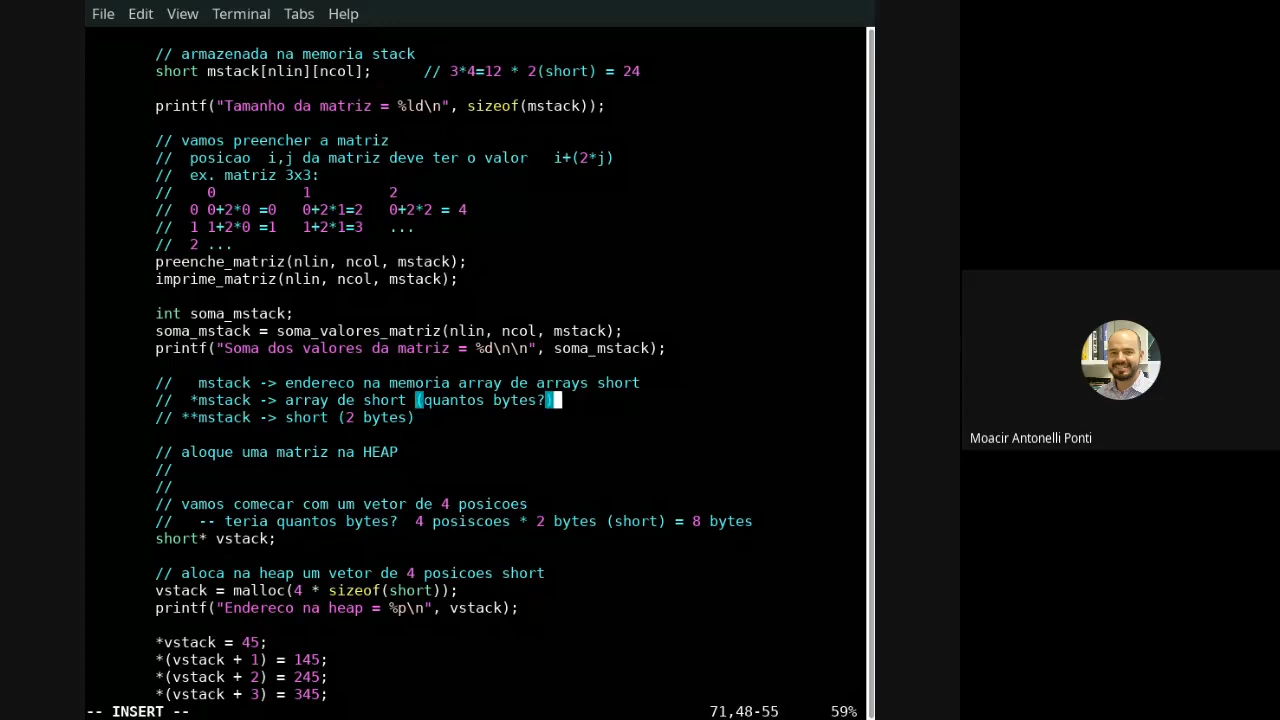 File Edit View Terminal Tabs Help
// armazenada na memoria stack
short mstack[nlin][ncol];      // 3*4=12 * 2(short) = 24
printf("Tamanho da matriz = %ld\n", sizeof(mstack));
// vamos preencher a matriz
//  posicao  i,j da matriz deve ter o valor   i+(2*j)
//  ex. matriz 3x3:
//    0          1         2
//  0 0+2*0 =0   0+2*1=2   0+2*2 = 4
//  1 1+2*0 =1   1+2*1=3   ...
//  2 ...
preenche_matriz(nlin, ncol, mstack);
imprime_matriz(nlin, ncol, mstack);
int soma_mstack;
soma_mstack = soma_valores_matriz(nlin, ncol, mstack);
printf("Soma dos valores da matriz = %d\n\n", soma_mstack);
//   mstack -> endereco na memoria array de arrays short
//  *mstack -> array de short (quantos bytes?)
// **mstack -> short (2 bytes)
// aloque uma matriz na HEAP
//
//
// vamos comecar com um vetor de 4 posicoes
//   -- teria quantos bytes?  4 posiscoes * 2 bytes (short) = 8 bytes
short* vstack;
// aloca na heap um vetor de 4 posicoes short
vstack = malloc(4 * sizeof(short));
printf("Endereco na heap = %p\n", vstack);
*vstack = 45;
*(vstack + 1) = 145;
*(vstack + 2) = 245;
*(vstack + 3) = 345;
-- INSERT -- 71,48-55 59%
Moacir Antonelli Ponti